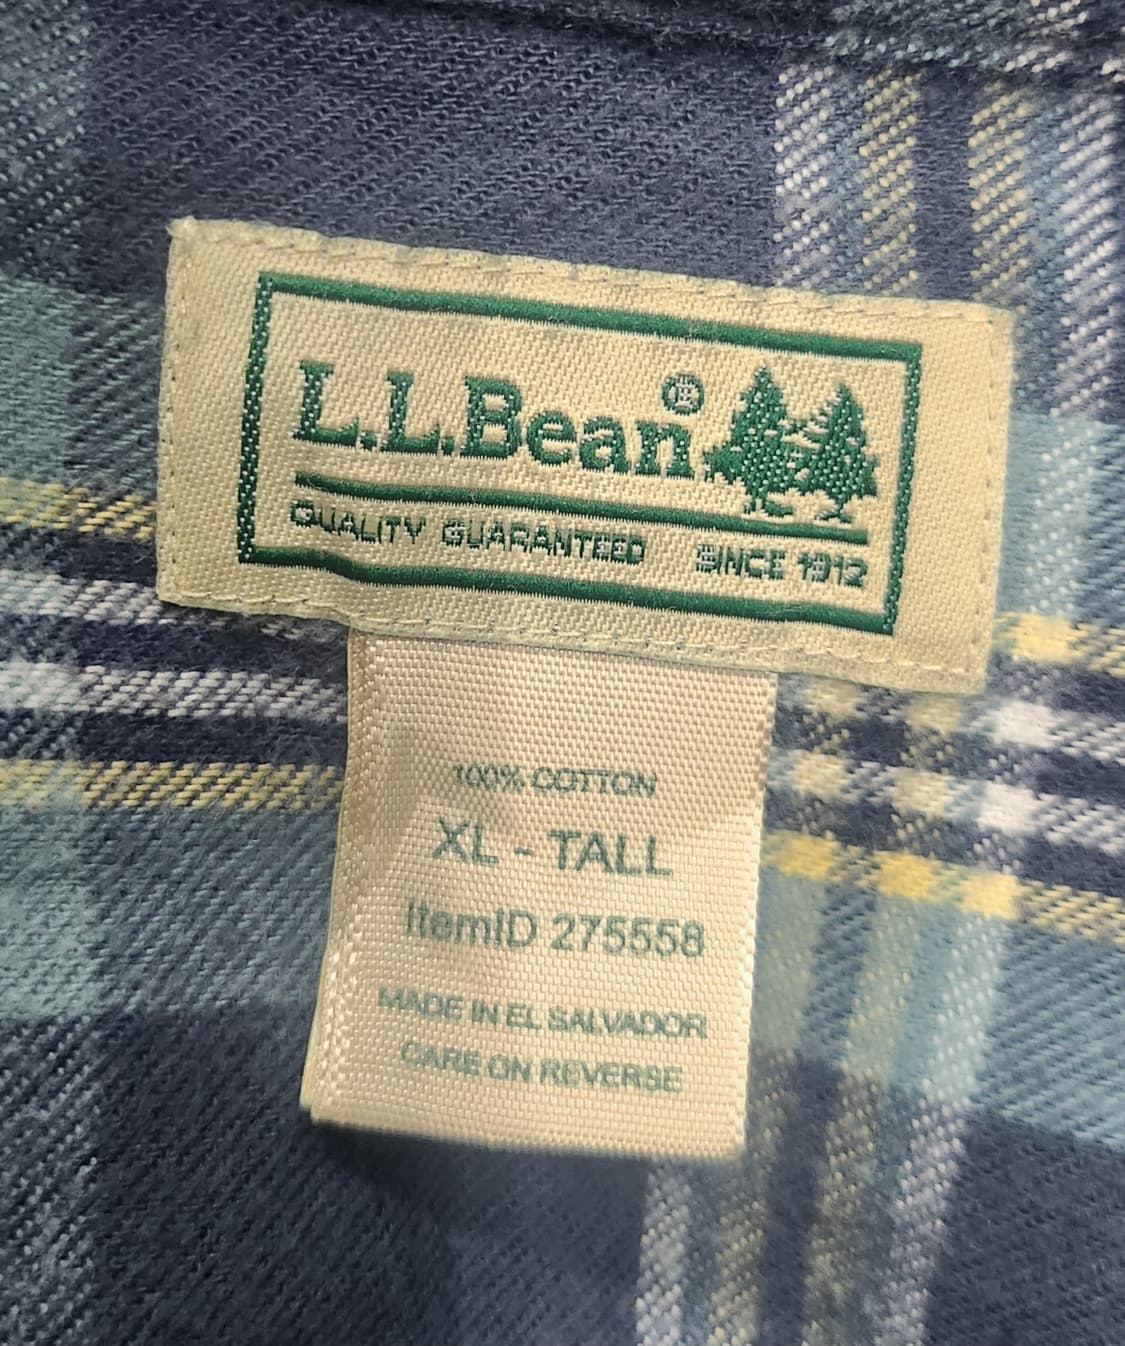 L.L.Bean®
QUALITY GUARANTEED SINCE 1912
100% COTTON
XL - TALL
ItemID 275558
MADE IN EL SALVADOR
CARE ON REVERSE